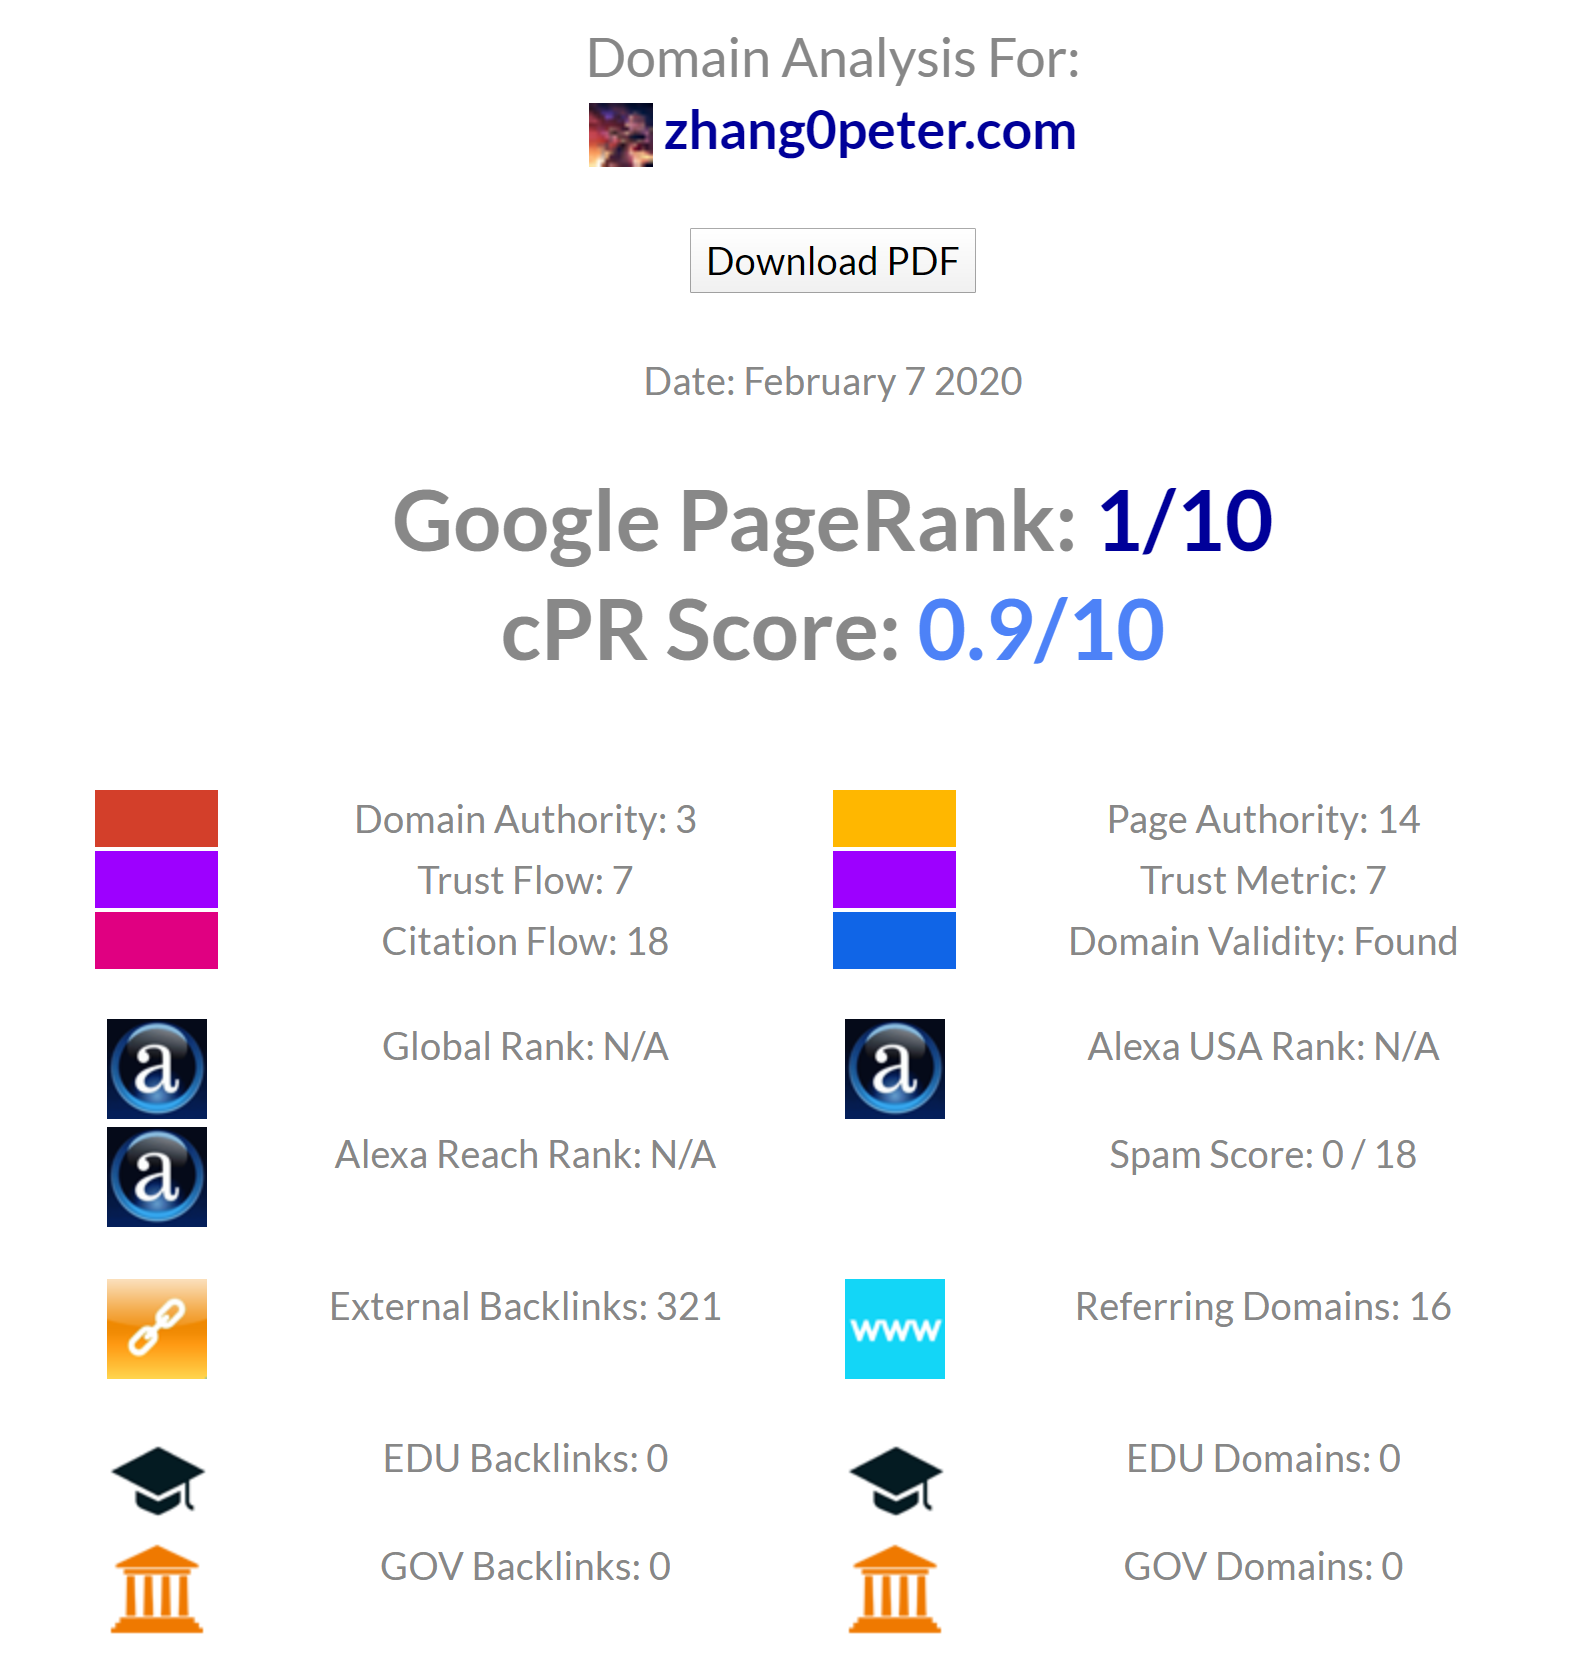 Domain Analysis For:
zhang0peter.com
Download PDF
Date: February 7 2020
Google PageRank: 1/10
cPR Score: 0.9/10
Domain Authority: 3
Page Authority: 14
Trust Flow: 7
Trust Metric: 7
Citation Flow: 18
Domain Validity: Found
a
Global Rank: N/A
a
Alexa USA Rank: N/A
a
Alexa Reach Rank: N/A
Spam Score: 0 / 18
External Backlinks: 321
www
Referring Domains: 16
EDU Backlinks: 0
EDU Domains: 0
GOV Backlinks: 0
GOV Domains: 0